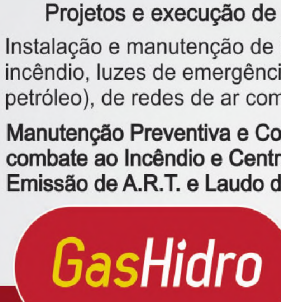 Projetos e execução de
Instalação e manutenção de
incêndio, luzes de emergênci
petróleo), de redes de ar com
Manutenção Preventiva e Co
combate ao Incêndio e Centr
Emissão de A.R.T. e Laudo d
GasHidro